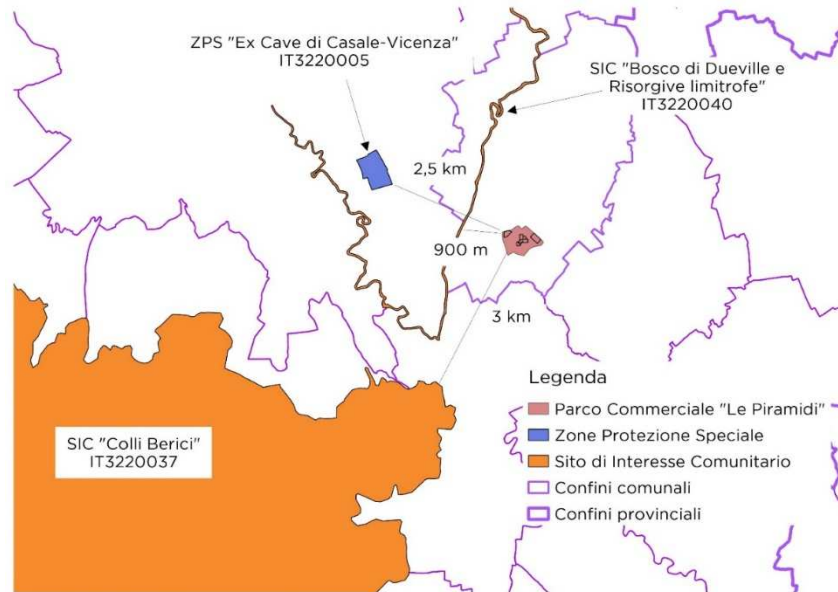 ZPS "Ex Cave di Casale-Vicenza"
IT3220005
SIC "Bosco di Dueville e
Risorgive limitrofe"
IT3220040
2,5 km
900 m
3 km
SIC "Colli Berici"
IT3220037
Legenda
Parco Commerciale "Le Piramidi"
Zone Protezione Speciale
Sito di Interesse Comunitario
Confini comunali
Confini provinciali